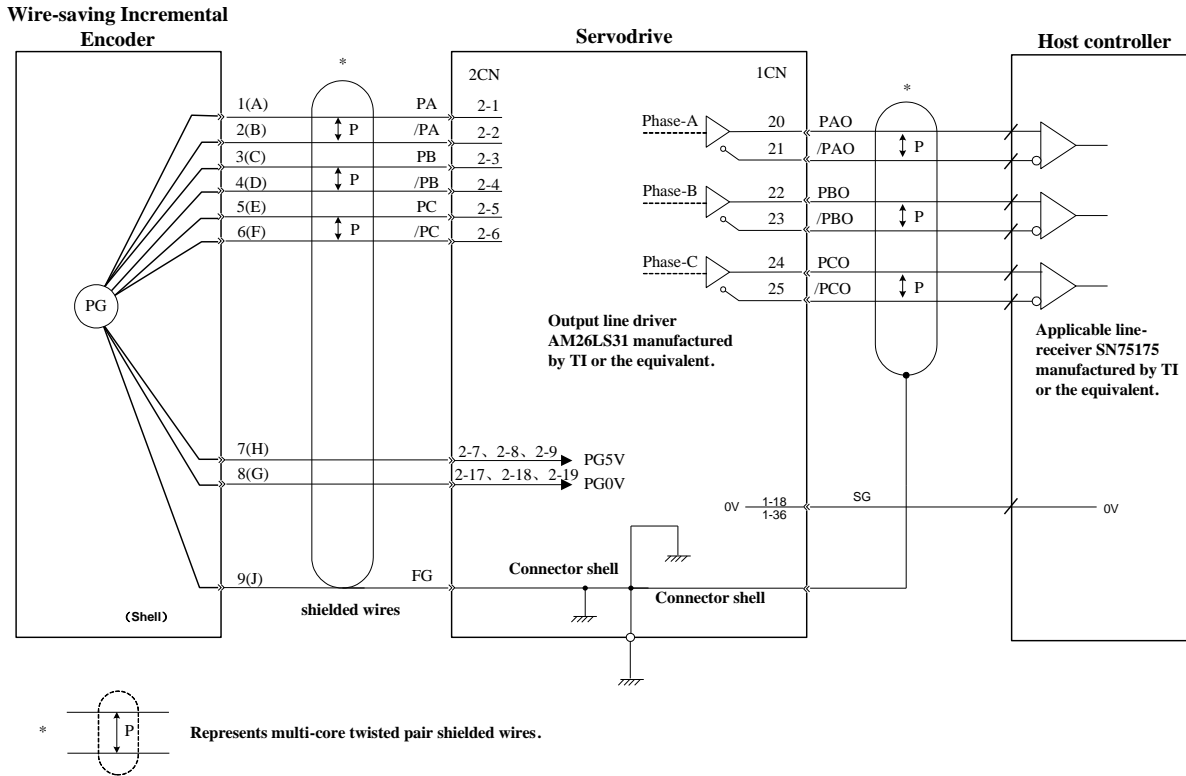 Wire-saving Incremental
Encoder
Servodrive
Host controller
*
2CN
1CN
*
1(A) PA 2-1
2(B) P /PA 2-2
3(C) PB 2-3
4(D) P /PB 2-4
5(E) PC 2-5
6(F) P /PC 2-6
PG
Phase-A 20 PAO
21 /PAO P
Phase-B 22 PBO
23 /PBO P
Phase-C 24 PCO
25 /PCO P
Output line driver
AM26LS31 manufactured
by TI or the equivalent.
Applicable line-
receiver SN75175
manufactured by TI
or the equivalent.
7(H) 2-7、2-8、2-9 PG5V
8(G) 2-17、2-18、2-19 PG0V
0V 1-18 SG 0V
1-36
9(J) FG Connector shell
Connector shell
(Shell)
shielded wires
* P Represents multi-core twisted pair shielded wires.